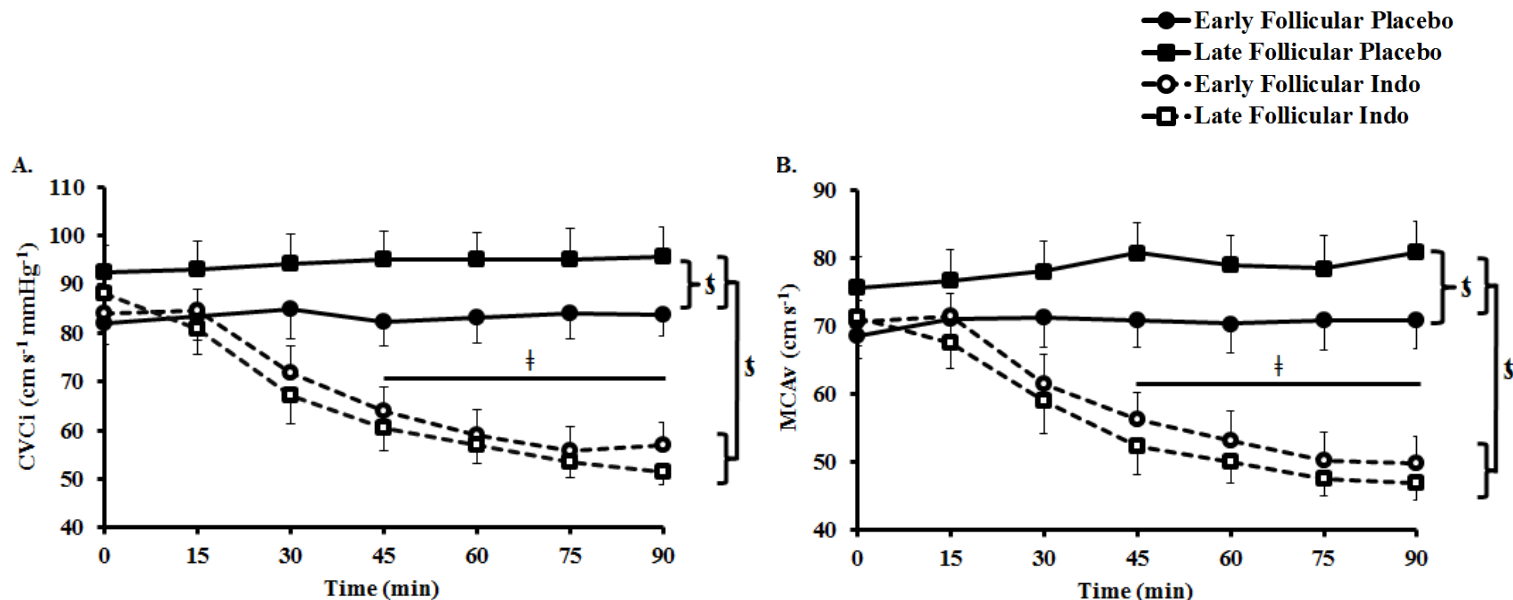 Early Follicular Placebo
Late Follicular Placebo
Early Follicular Indo
Late Follicular Indo
A.
CVCi (cm s⁻¹ mmHg⁻¹)
110
100
90
80
70
60
50
40
0 15 30 45 60 75 90
Time (min)
‡
B.
MCAv (cm s⁻¹)
90
80
70
60
50
40
0 15 30 45 60 75 90
Time (min)
‡